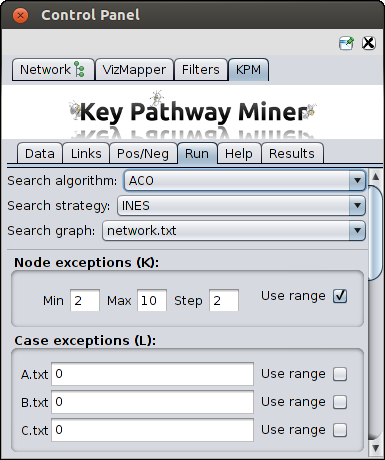 Control Panel
Network VizMapper Filters KPM
Key Pathway Miner
Data Links Pos/Neg Run Help Results
Search algorithm: ACO
Search strategy: INES
Search graph: network.txt
Node exceptions (K):
Min 2 Max 10 Step 2 Use range
Case exceptions (L):
A.txt 0 Use range
B.txt 0 Use range
C.txt 0 Use range